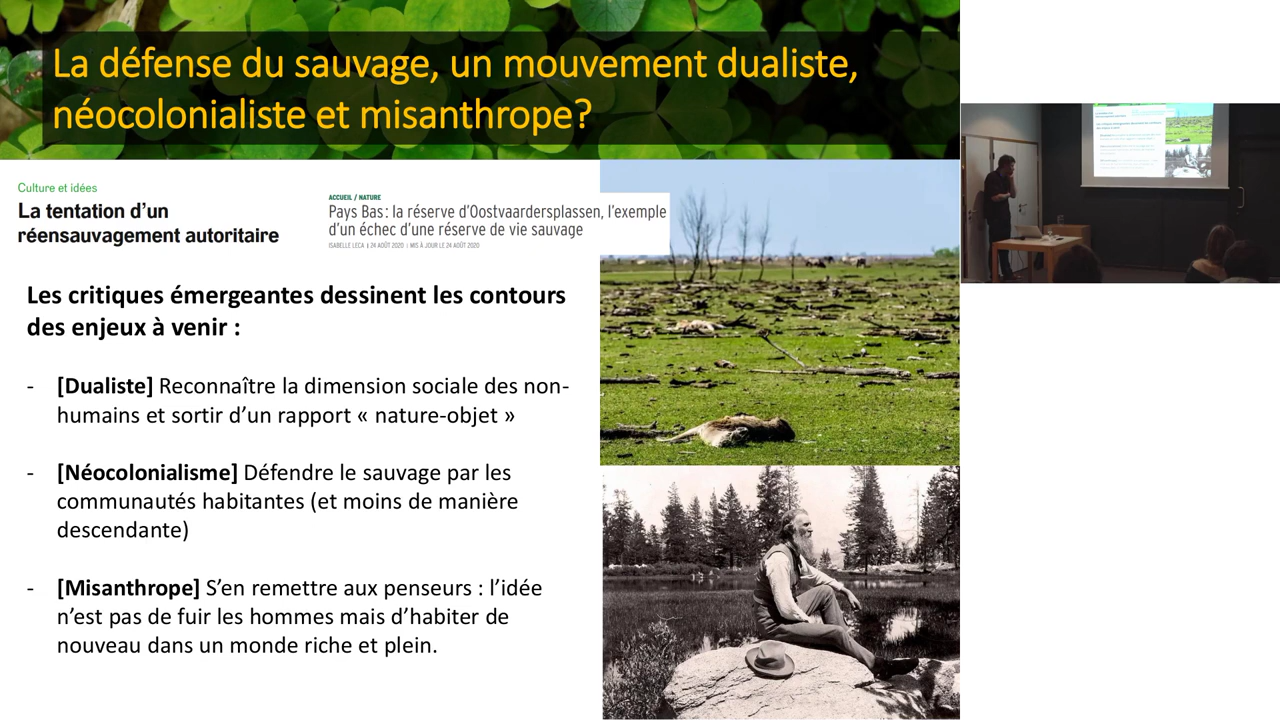 La défense du sauvage, un mouvement dualiste,
néocolonialiste et misanthrope?
Culture et idées
La tentation d’un
réensauvagement autoritaire
ACCUEIL / NATURE
Pays Bas : la réserve d’Oostvaardersplassen, l’exemple
d’un échec d’une réserve de vie sauvage
ISABELLE LECA | 24 AOÛT 2020 | MIS À JOUR LE 24 AOÛT 2020
Les critiques émergeantes dessinent les contours
des enjeux à venir :
- [Dualiste] Reconnaître la dimension sociale des non-
humains et sortir d’un rapport « nature-objet »
- [Néocolonialisme] Défendre le sauvage par les
communautés habitantes (et moins de manière
descendante)
- [Misanthrope] S’en remettre aux penseurs : l’idée
n’est pas de fuir les hommes mais d’habiter de
nouveau dans un monde riche et plein.